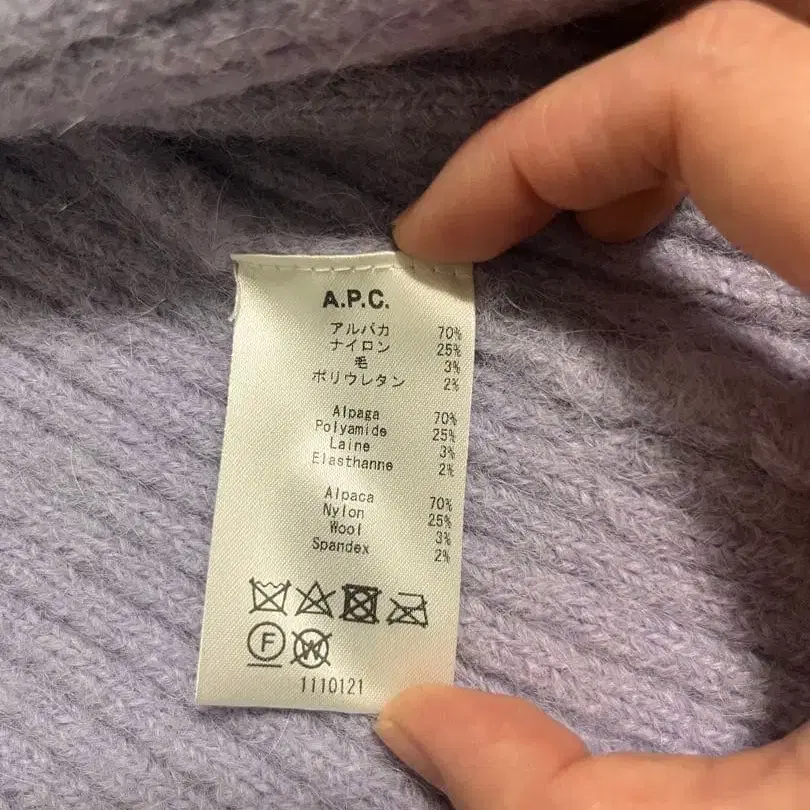 A.P.C.
アルパカ 70%
ナイロン 25%
毛 3%
ポリウレタン 2%
Alpaga 70%
Polyamide 25%
Laine 3%
Elasthanne 2%
Alpaca 70%
Nylon 25%
Wool 3%
Spandex 2%
F W
1110121